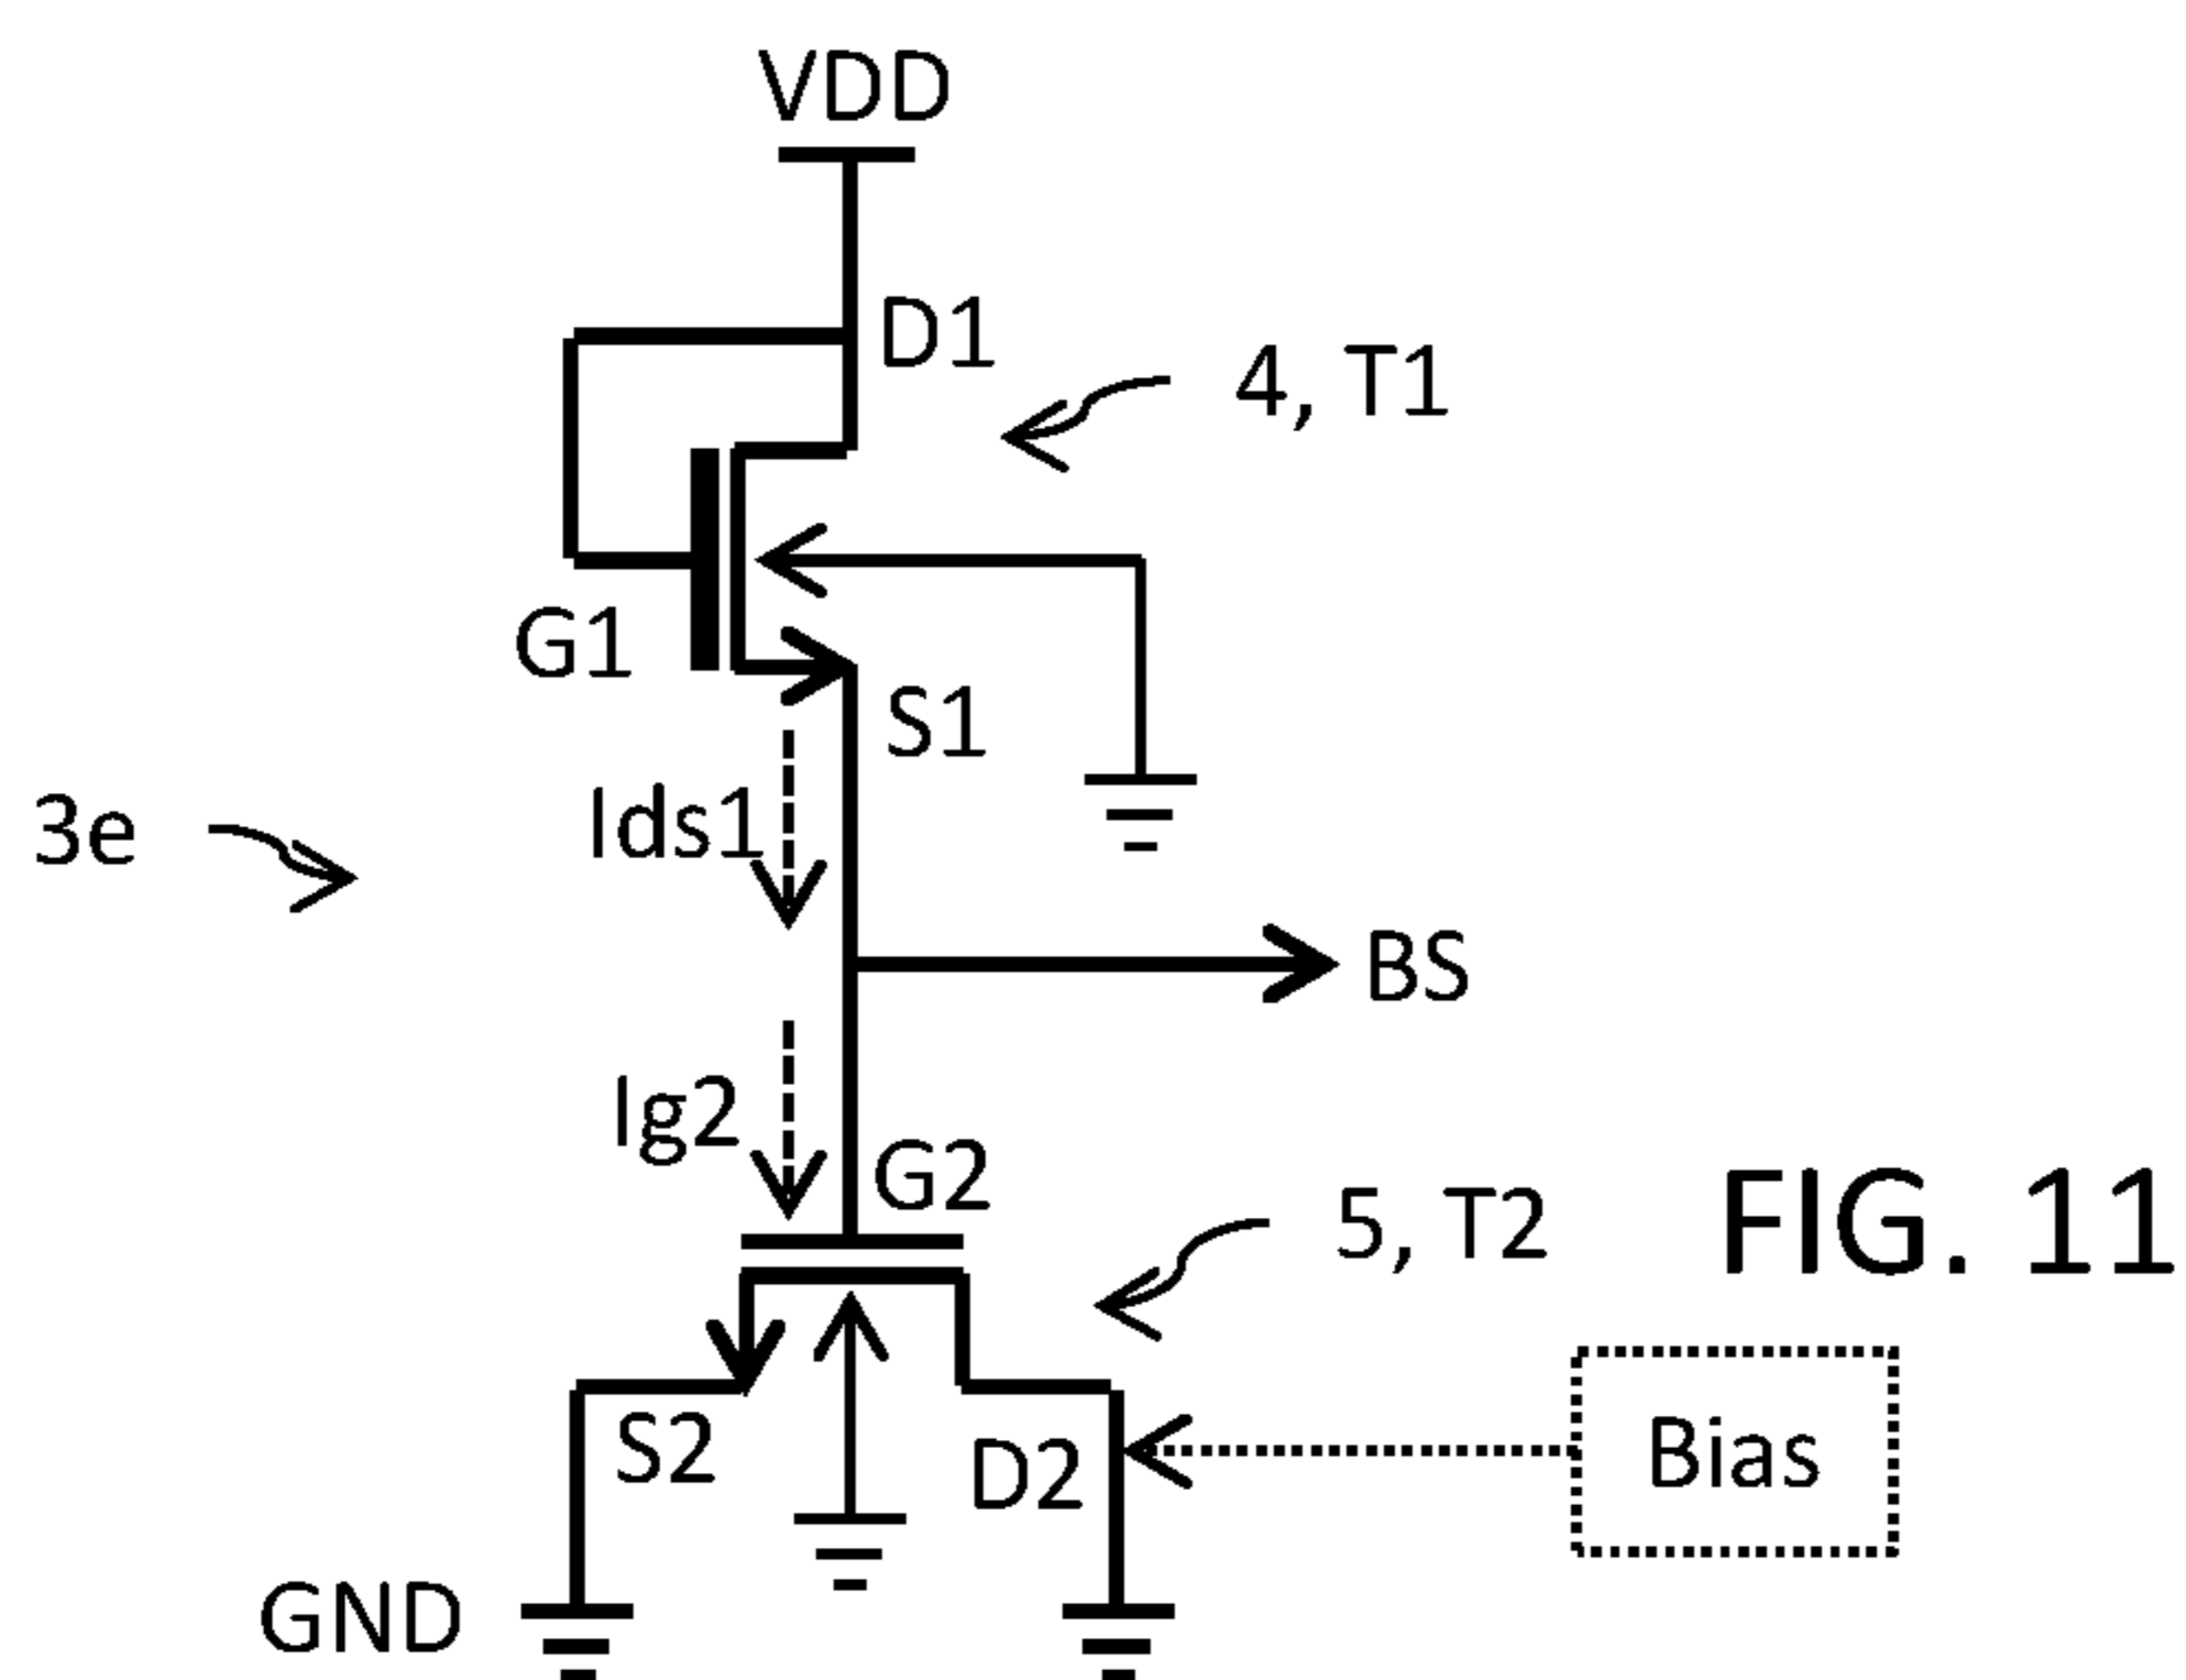 VDD
D1
4, T1
G1
S1
Ids1
3e
BS
Ig2
G2
5, T2
FIG. 11
Bias
S2
D2
GND